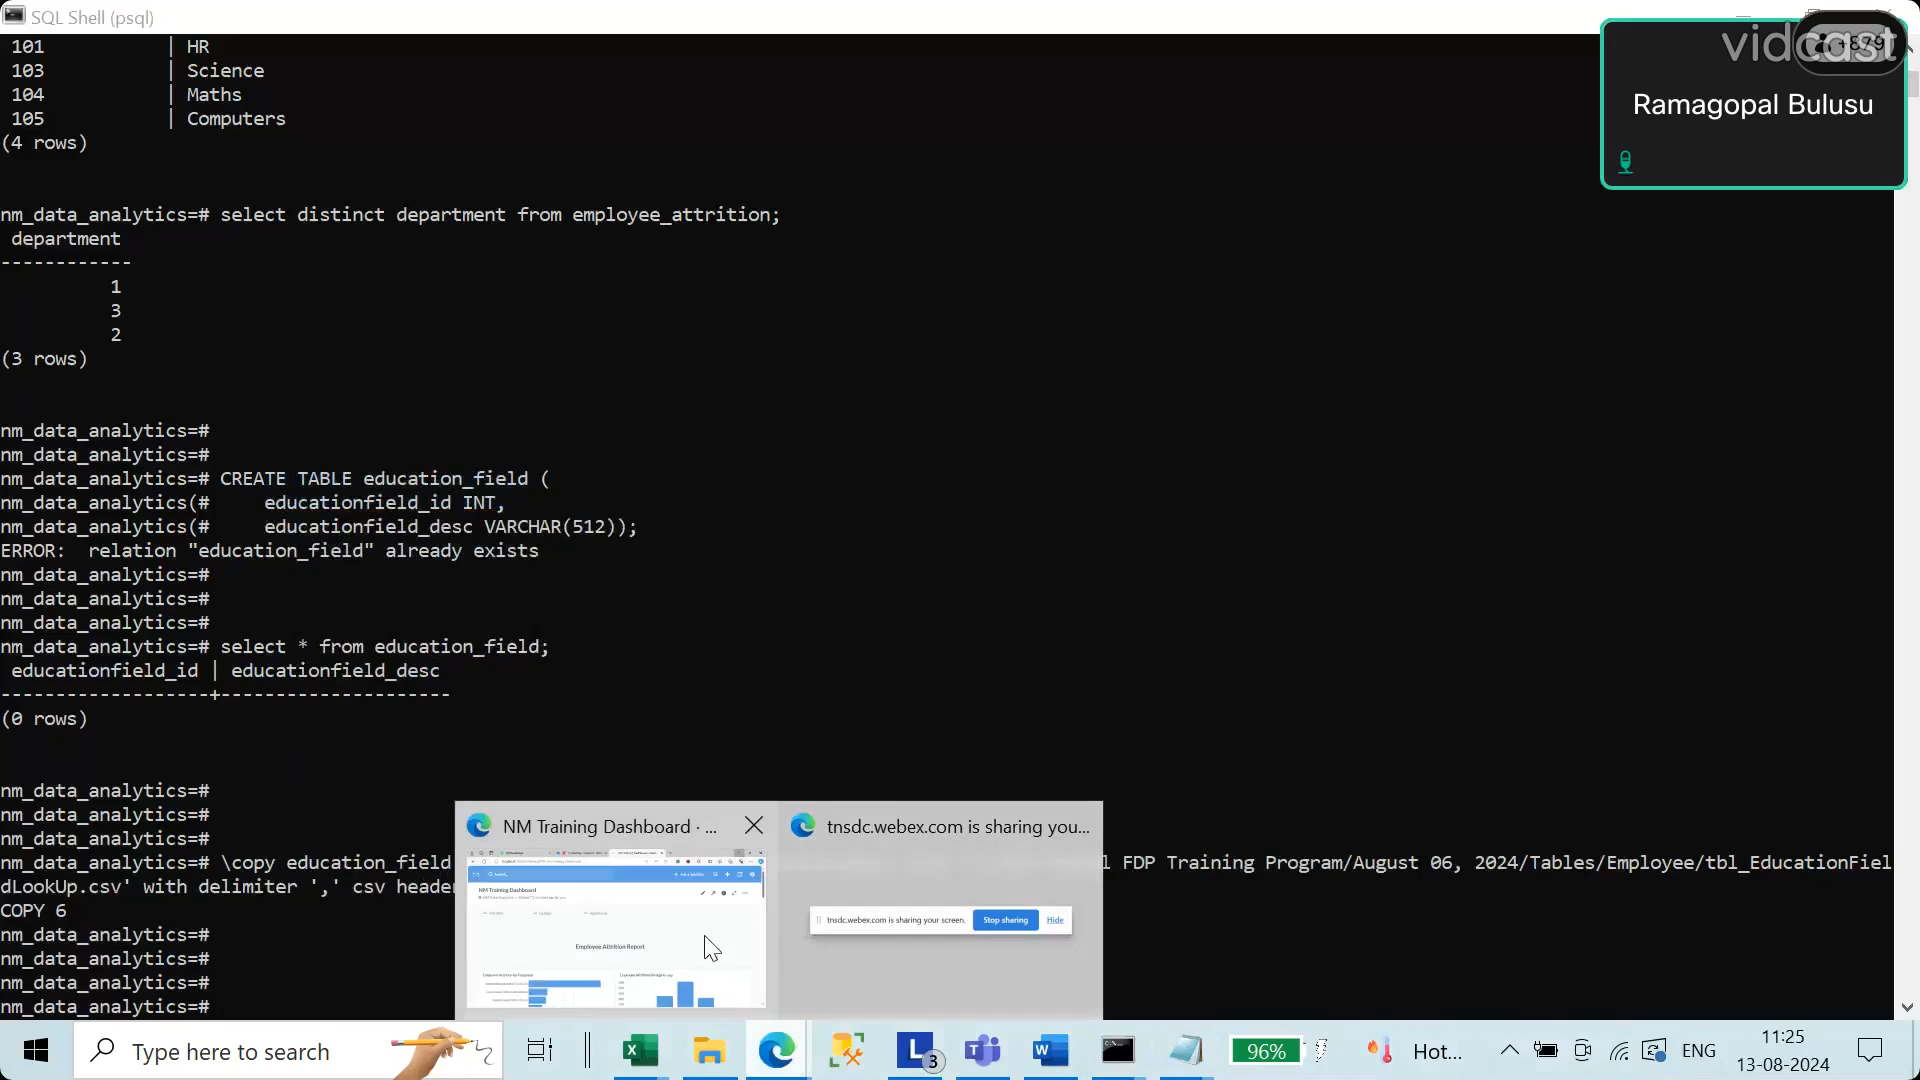 SQL Shell (psql)
101 | HR
103 | Science
104 | Maths
105 | Computers
(4 rows)
vidcast
+879
Ramagopal Bulusu
nm_data_analytics=# select distinct department from employee_attrition;
department
------------
1
3
2
(3 rows)
nm_data_analytics=#
nm_data_analytics=#
nm_data_analytics=# CREATE TABLE education_field (
nm_data_analytics(#     educationfield_id INT,
nm_data_analytics(#     educationfield_desc VARCHAR(512));
ERROR:  relation "education_field" already exists
nm_data_analytics=#
nm_data_analytics=#
nm_data_analytics=#
nm_data_analytics=# select * from education_field;
educationfield_id | educationfield_desc
-------------------+---------------------
(0 rows)
nm_data_analytics=#
nm_data_analytics=#
nm_data_analytics=#
nm_data_analytics=# \copy education_field l FDP Training Program/August 06, 2024/Tables/Employee/tbl_EducationFiel
dLookUp.csv' with delimiter ',' csv heade
COPY 6
nm_data_analytics=#
nm_data_analytics=#
nm_data_analytics=#
nm_data_analytics=#
NM Training Dashboard · ...
NM Training Dashboard
Employee Attrition Report
tnsdc.webex.com is sharing you...
tnsdc.webex.com is sharing your screen.
Stop sharing
Hide
Type here to search
3
96%
Hot...
ENG
11:25
13-08-2024